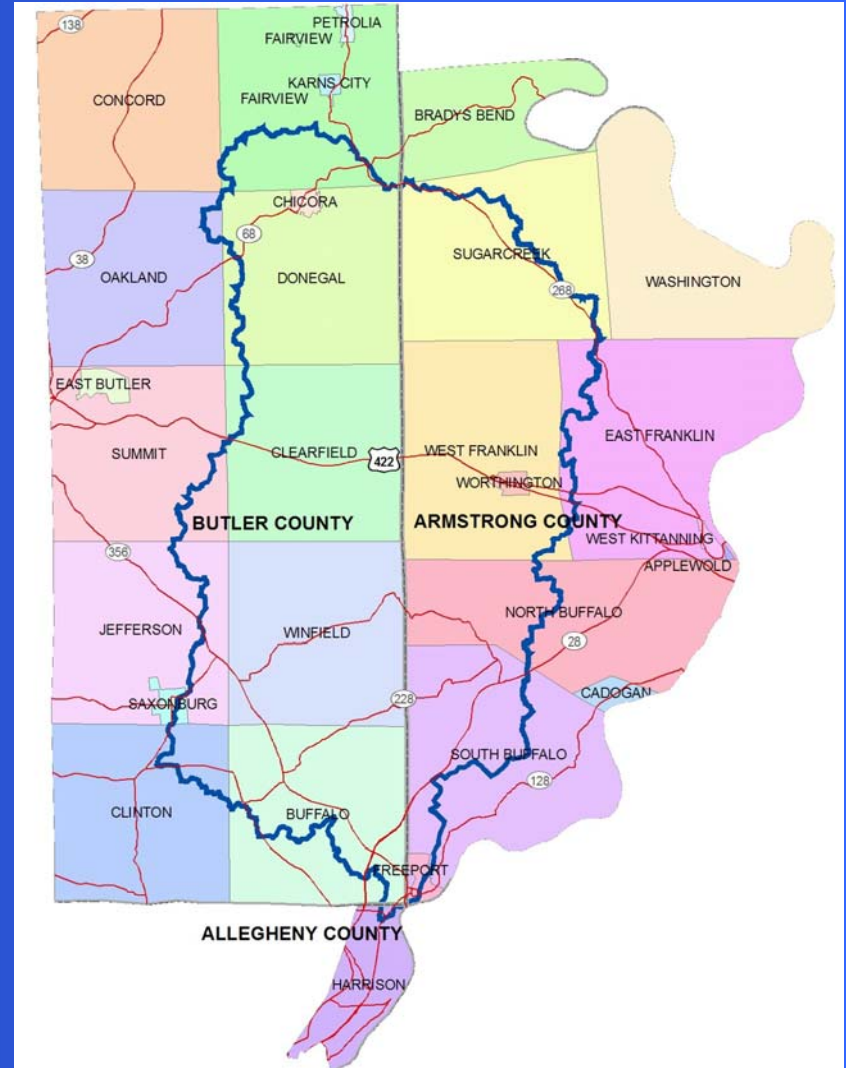 138
PETROLIA
FAIRVIEW
KARNS CITY
CONCORD
FAIRVIEW
BRADYS BEND
CHICORA
68
38
OAKLAND
DONEGAL
SUGARCREEK
268
WASHINGTON
EAST BUTLER
SUMMIT
CLEARFIELD
422
WEST FRANKLIN
EAST FRANKLIN
WORTHINGTON
BUTLER COUNTY
ARMSTRONG COUNTY
WEST KITTANNING
356
APPLEWOLD
JEFFERSON
WINFIELD
NORTH BUFFALO
28
SAXONBURG
228
CADOGAN
SOUTH BUFFALO
128
CLINTON
BUFFALO
FREEPORT
ALLEGHENY COUNTY
HARRISON